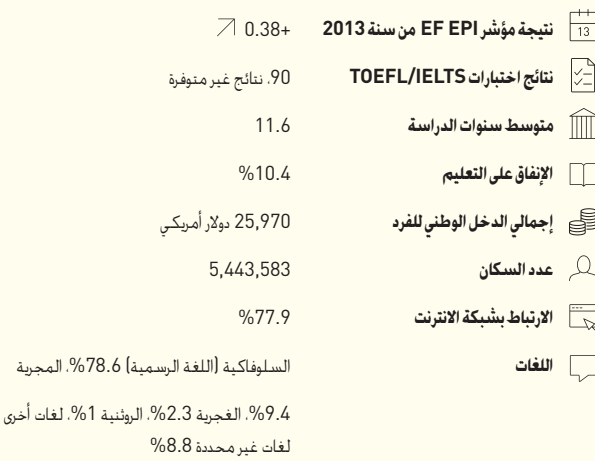 13 نتيجة مؤشر EF EPI من سنة 2013 +0.38
نتائج اختبارات TOEFL/IELTS 90، نتائج غير متوفرة
متوسط سنوات الدراسة 11.6
الإنفاق على التعليم %10.4
إجمالي الدخل الوطني للفرد 25,970 دولار أمريكي
عدد السكان 5,443,583
الارتباط بشبكة الانترنت %77.9
اللغات السلوفاكية (اللغة الرسمية) 78.6%، المجرية
9.4%، الغجرية 2.3%، الروثنية 1%، لغات أخرى
لغات غير محددة 8.8%